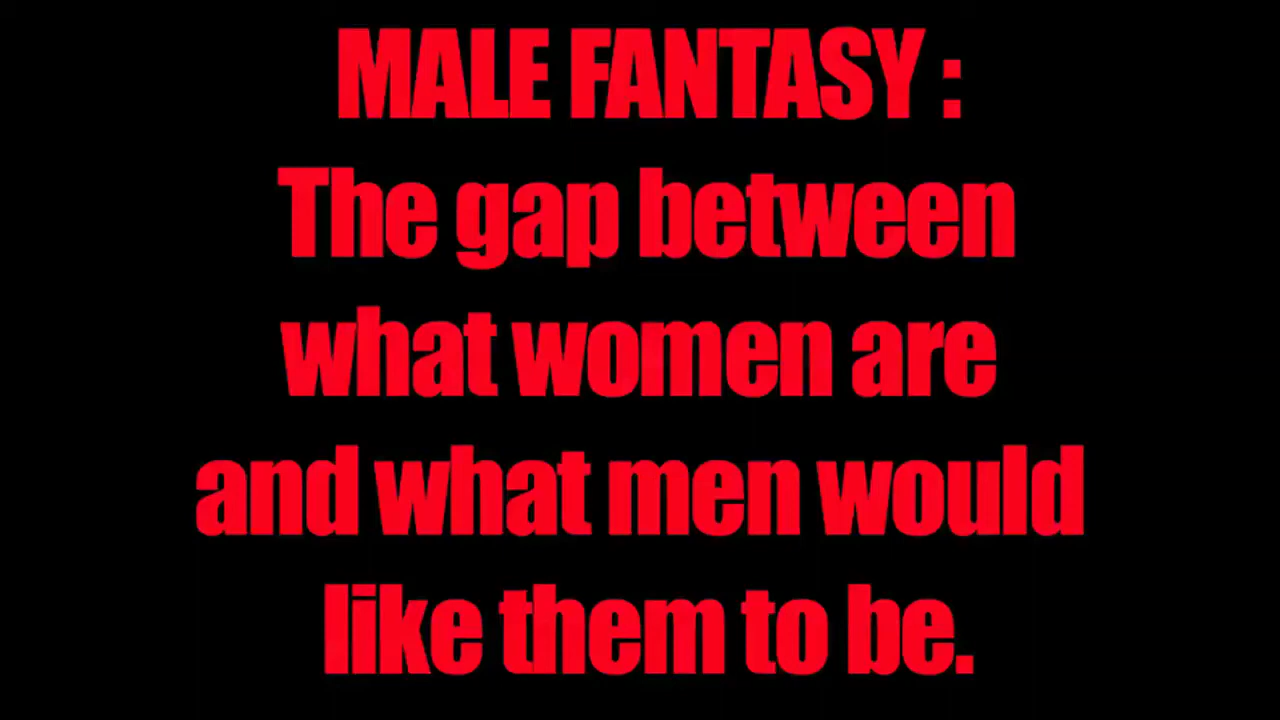 MALE FANTASY :
The gap between
what women are
and what men would
like them to be.